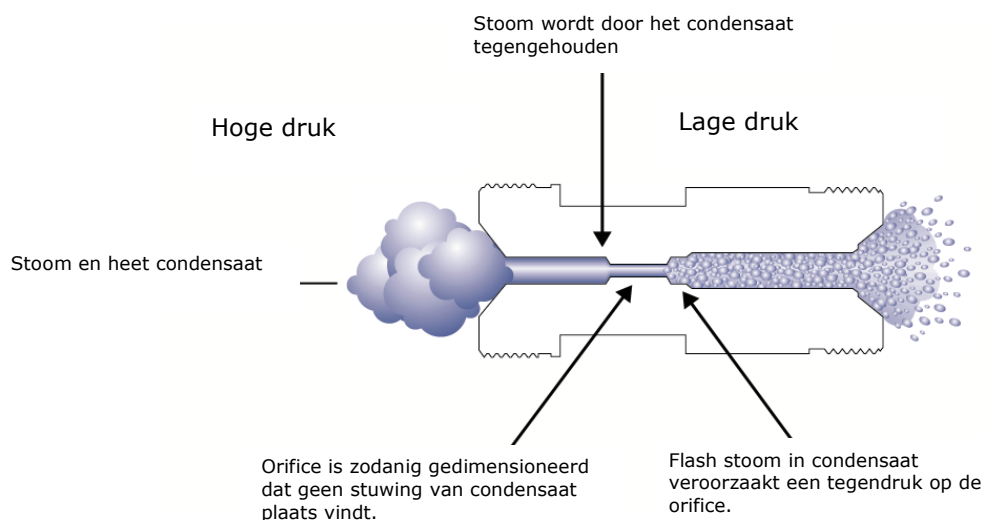 Stoom wordt door het condensaat
tegengehouden
Hoge druk
Lage druk
Stoom en heet condensaat
Orifice is zodanig gedimensioneerd
dat geen stuwing van condensaat
plaats vindt.
Flash stoom in condensaat
veroorzaakt een tegendruk op de
orifice.